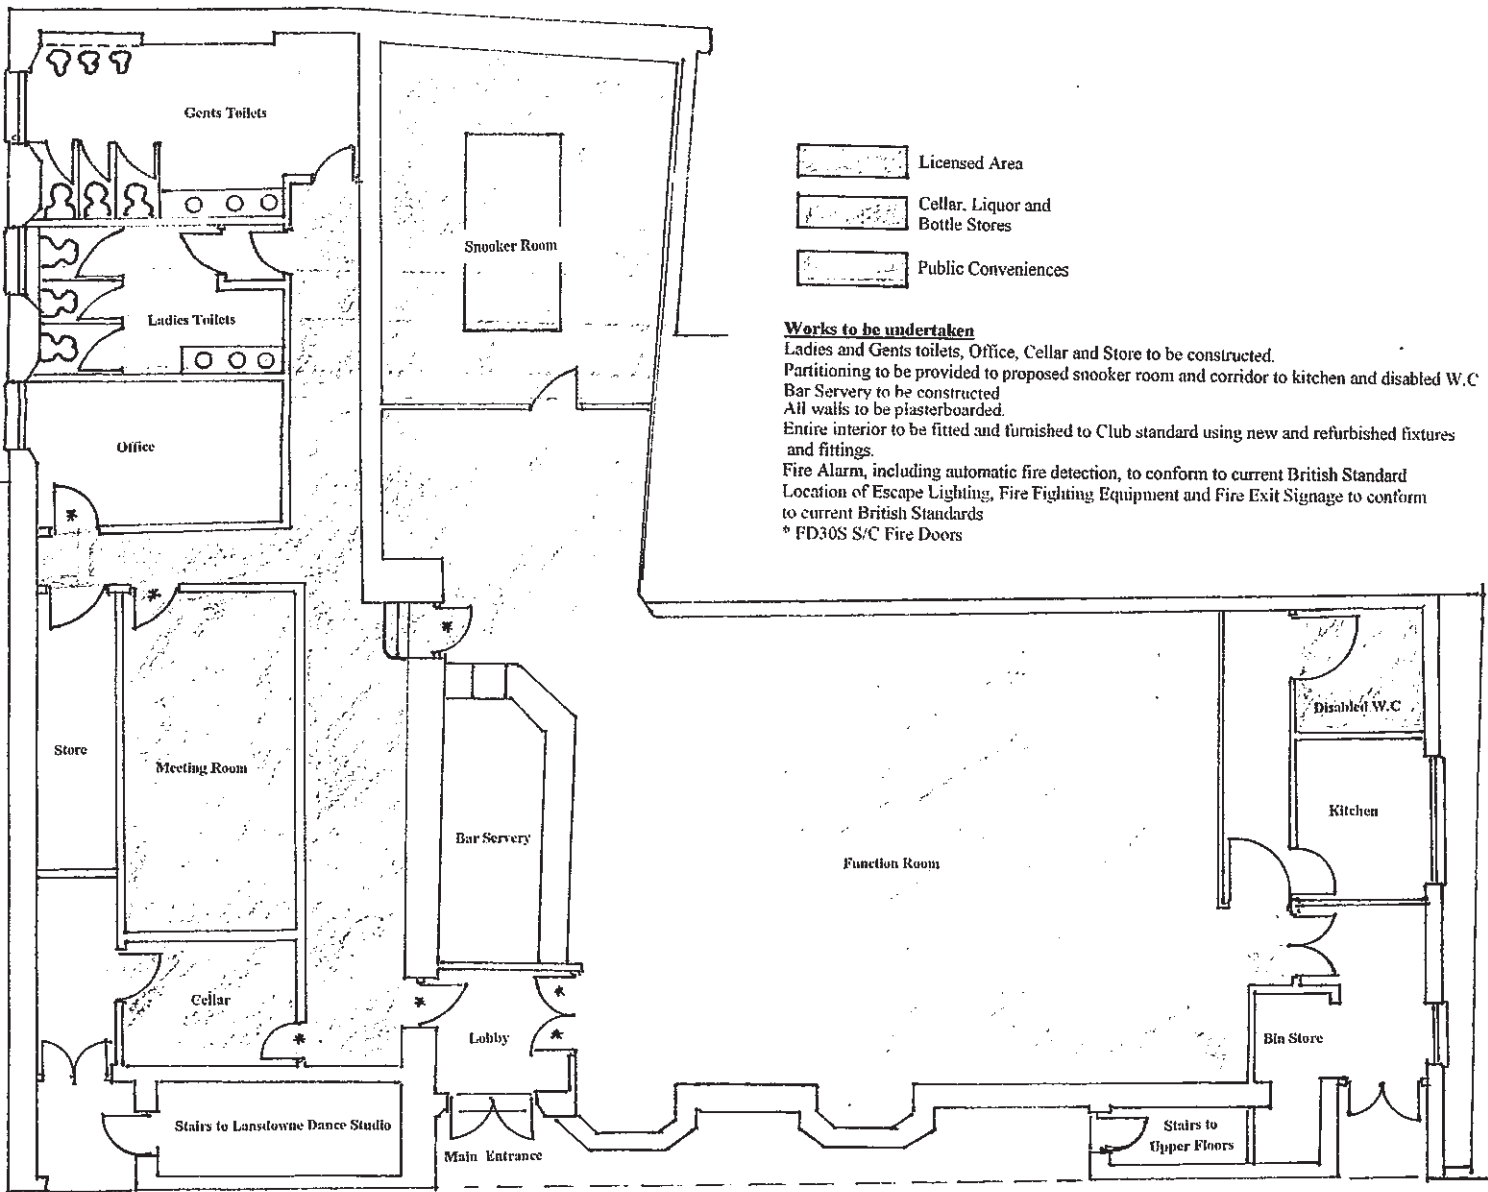 Gents Toilets
Snooker Room
Ladies Toilets
Office
Licensed Area
Cellar, Liquor and
Bottle Stores
Public Conveniences
Works to be undertaken
Ladies and Gents toilets, Office, Cellar and Store to be constructed.
Partitioning to be provided to proposed snooker room and corridor to kitchen and disabled W.C
Bar Servery to be constructed
All walls to be plasterboarded.
Entire interior to be fitted and furnished to Club standard using new and refurbished fixtures
and fittings.
Fire Alarm, including automatic fire detection, to conform to current British Standard
Location of Escape Lighting, Fire Fighting Equipment and Fire Exit Signage to conform
to current British Standards
* FD30S S/C Fire Doors
*
*
*
Disabled W.C
Store
Meeting Room
Kitchen
Bar Servery
Function Room
Cellar
*
*
*
*
Lobby
Bin Store
Stairs to Lansdowne Dance Studio
Main Entrance
Stairs to
Upper Floors